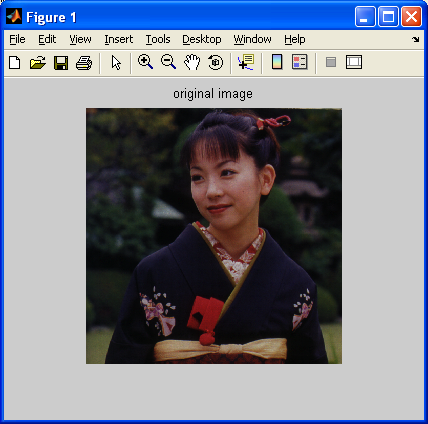 Figure 1
File Edit View Insert Tools Desktop Window Help
original image